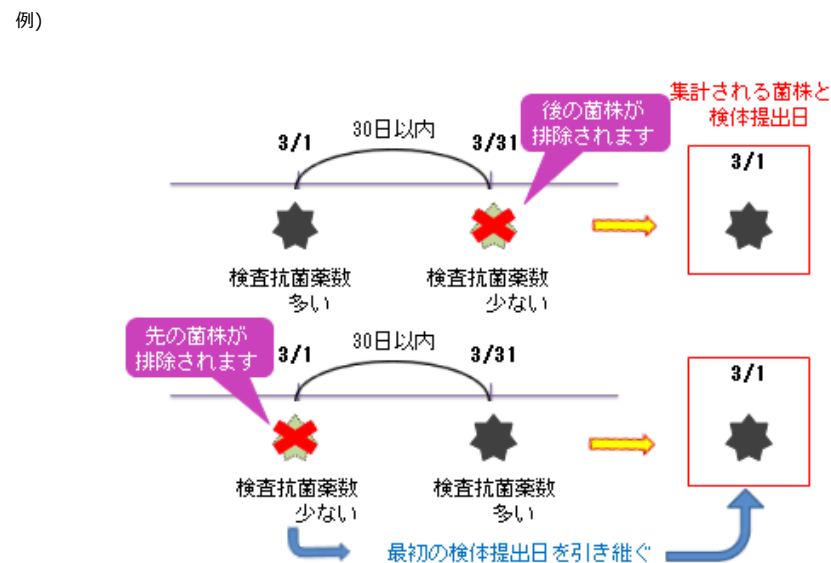 例)
集計される菌株と
検体提出日
後の菌株が
排除されます
3/1
30日以内
3/31
3/1
検査抗菌薬数
多い
検査抗菌薬数
少ない
先の菌株が
排除されます
3/1
30日以内
3/31
3/1
検査抗菌薬数
少ない
検査抗菌薬数
多い
最初の検体提出日を引き継ぐ